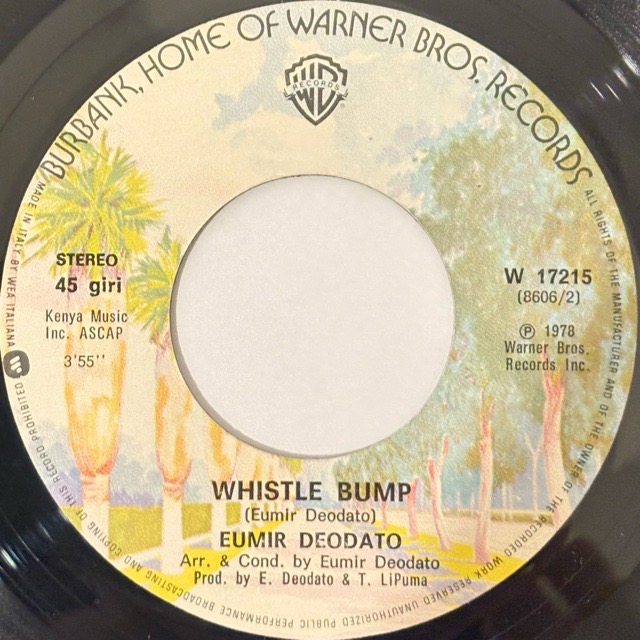 BURBANK, HOME OF WARNER BROS. RECORDS
WB
RECORDS
STEREO
45 giri
Kenya Music
Inc. ASCAP
3'55''
W 17215
(8606/2)
Ⓟ 1978
Warner Bros.
Records Inc.
WHISTLE BUMP
(Eumir Deodato)
EUMIR DEODATO
Arr. & Cond. by Eumir Deodato
Prod. by E. Deodato & T. LiPuma
MADE IN ITALY BY WEA ITALIANA
ALL RIGHTS OF THE MANUFACTURER AND OF THE OWNER OF THE RECORDED WORK RESERVED UNAUTHORIZED PUBLIC PERFORMANCE BROADCASTING AND COPYING OF THIS RECORD PROHIBITED